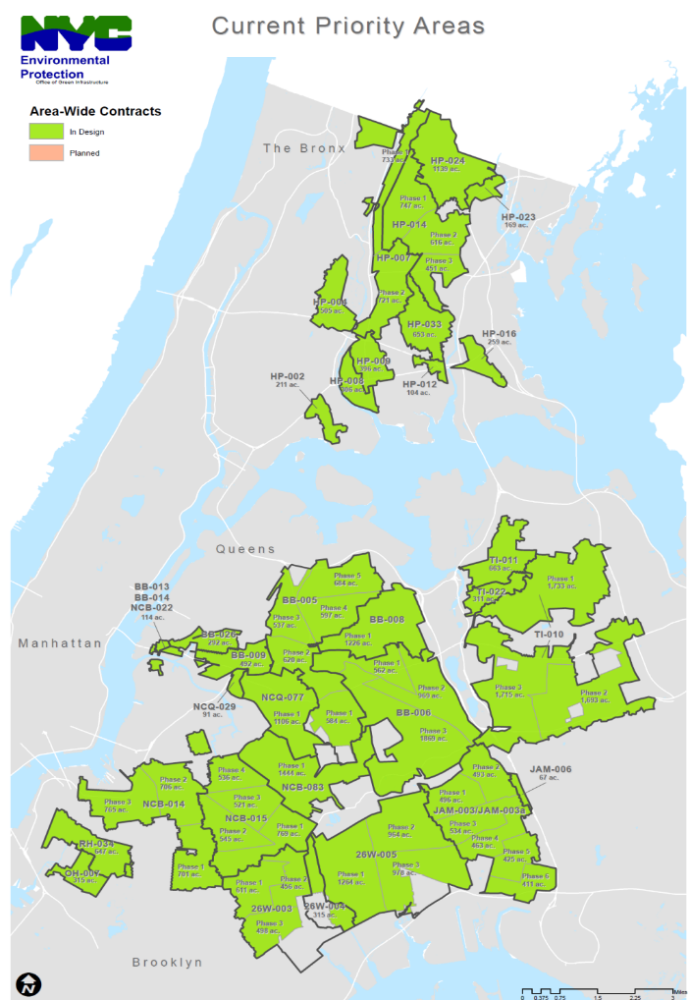 Current Priority Areas
NYC
Environmental
Protection
Office of Green Infrastructure
Area-Wide Contracts
In Design
Planned
The Bronx
Phase 1
733 ac.
HP-024
1139 ac.
HP-023
169 ac.
Phase 1
747 ac.
HP-014
Phase 2
616 ac.
HP-007
Phase 3
451 ac.
Phase 2
721 ac.
HP-004
505 ac.
HP-033
693 ac.
HP-016
259 ac.
HP-009
396 ac.
HP-002
211 ac.
HP-008
HP-012
104 ac.
Queens
TI-011
663 ac.
Phase 1
1,733 ac.
TI-022
311 ac.
TI-010
Phase 3
1,715 ac.
Phase 2
1,693 ac.
Phase 5
684 ac.
BB-005
Phase 4
597 ac.
Phase 3
537 ac.
BB-008
Phase 1
1226 ac.
BB-013
BB-014
NCB-022
114 ac.
Manhattan
BB-026
292 ac.
BB-009
492 ac.
Phase 2
620 ac.
Phase 1
562 ac.
Phase 2
969 ac.
NCQ-029
91 ac.
NCQ-077
Phase 1
1106 ac.
Phase 1
584 ac.
BB-006
Phase 3
1869 ac.
Phase 4
536 ac.
Phase 1
1444 ac.
NCB-083
Phase 2
706 ac.
Phase 3
765 ac.
NCB-014
Phase 3
521 ac.
NCB-015
Phase 2
545 ac.
Phase 1
769 ac.
Phase 2
493 ac.
JAM-006
67 ac.
Phase 1
496 ac.
JAM-003/JAM-003a
Phase 3
534 ac.
Phase 4
463 ac.
Phase 5
425 ac.
Phase 6
411 ac.
RH-034
647 ac.
OH-007
315 ac.
Phase 1
701 ac.
Phase 2
964 ac.
26W-005
Phase 1
1264 ac.
Phase 3
978 ac.
Phase 1
611 ac.
Phase 2
456 ac.
26W-003
Phase 3
498 ac.
26W-004
315 ac.
Brooklyn
N
Miles
0 0.375 0.75 1.5 2.25 3